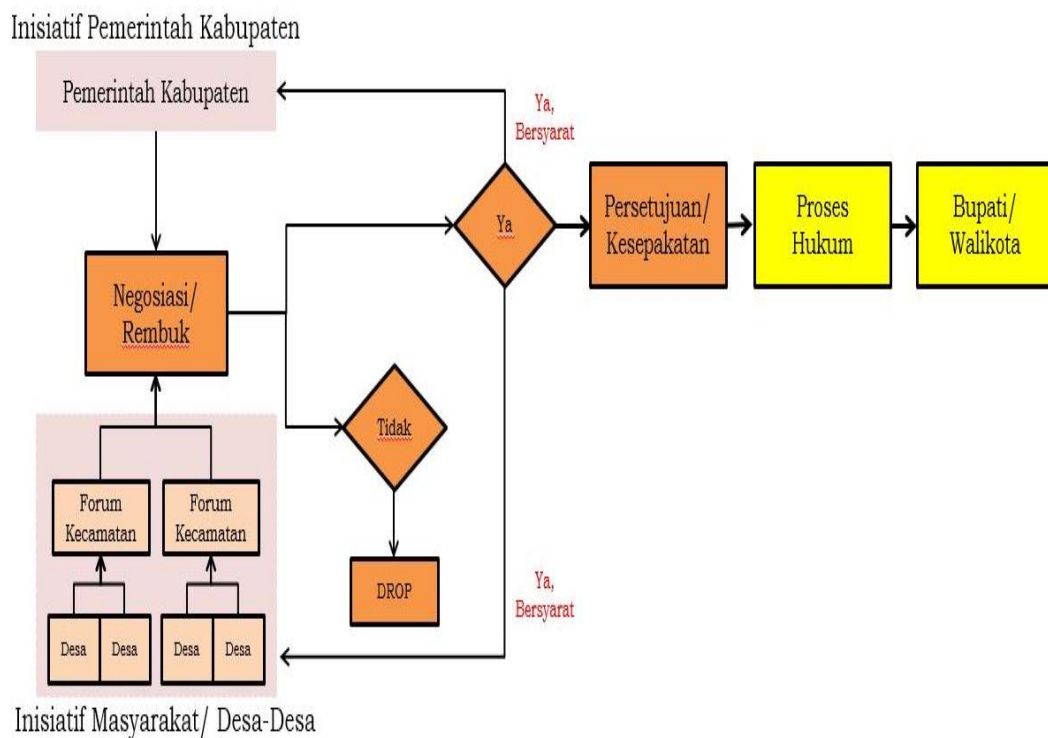 Inisiatif Pemerintah Kabupaten
Pemerintah Kabupaten
Ya,
Bersyarat
Ya
Persetujuan/
Kesepakatan
Proses
Hukum
Bupati/
Walikota
Negosiasi/
Rembuk
Tidak
Forum
Kecamatan
Forum
Kecamatan
DROP
Ya,
Bersyarat
Desa
Desa
Desa
Desa
Inisiatif Masyarakat/ Desa-Desa